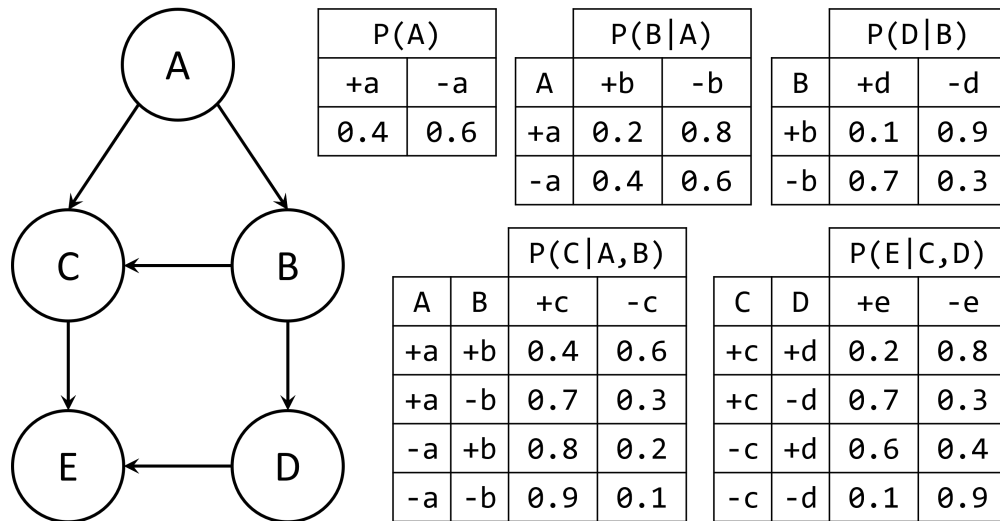 A
C
B
E
D
P(A)
+a -a
0.4 0.6
P(B|A)
A +b -b
+a 0.2 0.8
-a 0.4 0.6
P(D|B)
B +d -d
+b 0.1 0.9
-b 0.7 0.3
P(C|A,B)
A B +c -c
+a +b 0.4 0.6
+a -b 0.7 0.3
-a +b 0.8 0.2
-a -b 0.9 0.1
P(E|C,D)
C D +e -e
+c +d 0.2 0.8
+c -d 0.7 0.3
-c +d 0.6 0.4
-c -d 0.1 0.9